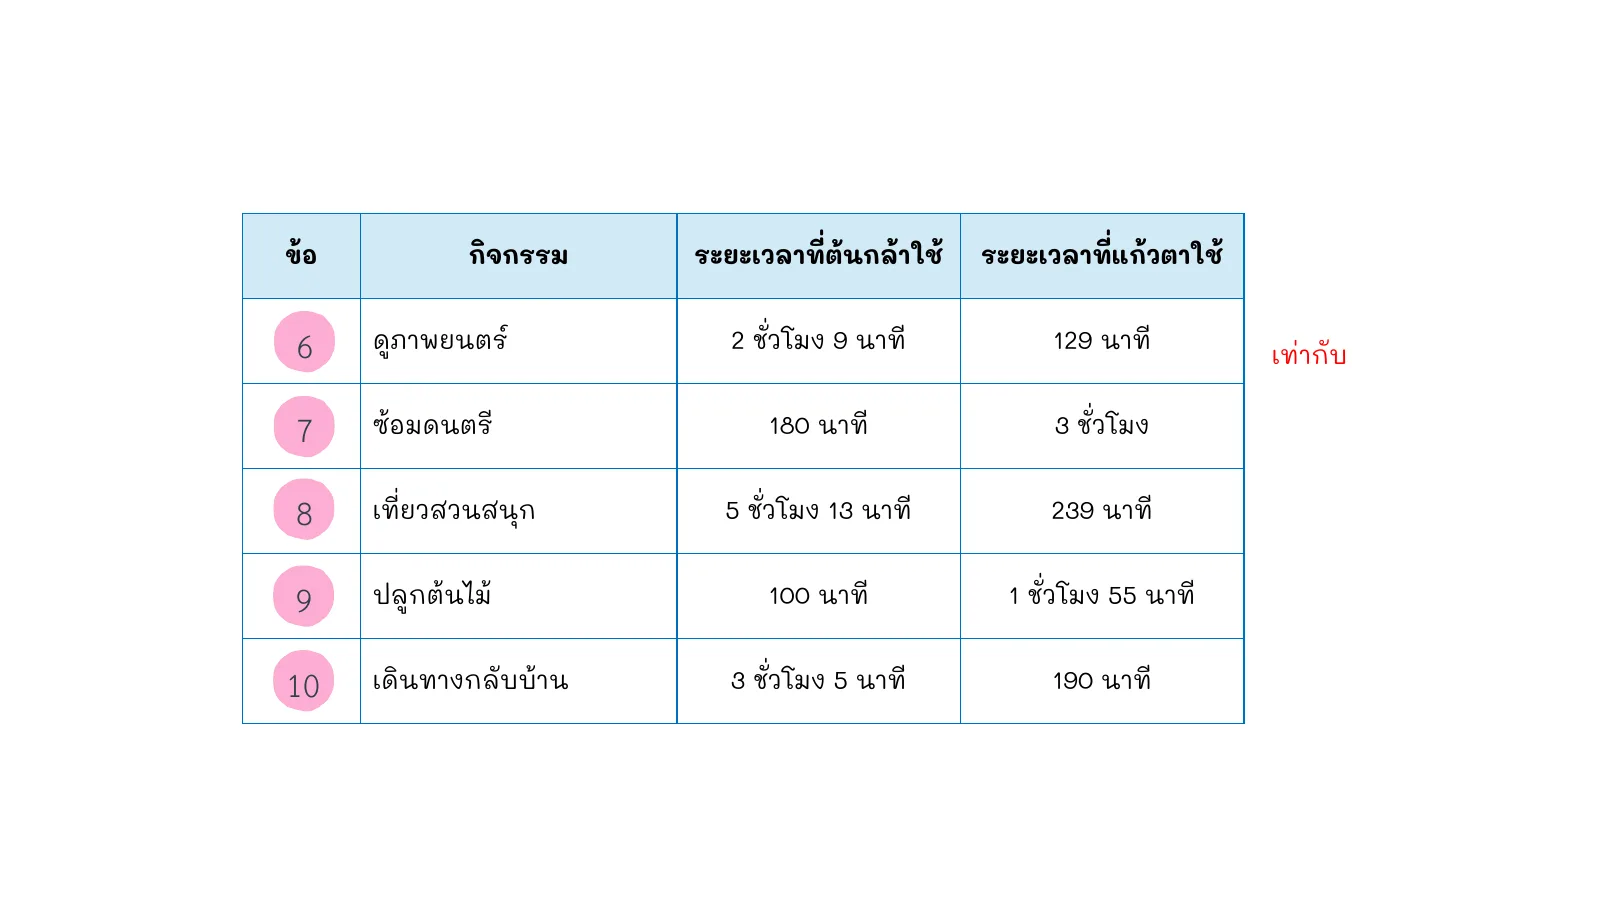 ข้อ กิจกรรม ระยะเวลาที่ต้นกล้าใช้ ระยะเวลาที่แก้วตาใช้
6 ดูภาพยนตร์ 2 ชั่วโมง 9 นาที 129 นาที เท่ากับ
7 ซ้อมดนตรี 180 นาที 3 ชั่วโมง
8 เที่ยวสวนสนุก 5 ชั่วโมง 13 นาที 239 นาที
9 ปลูกต้นไม้ 100 นาที 1 ชั่วโมง 55 นาที
10 เดินทางกลับบ้าน 3 ชั่วโมง 5 นาที 190 นาที